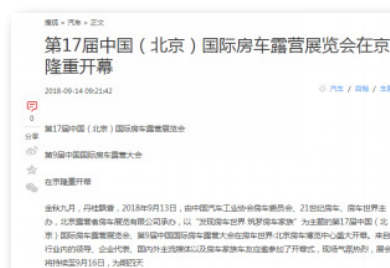 搜狐 > 汽车 > 正文
第17届中国（北京）国际房车露营展览会在京
隆重开幕
2018-09-14 09:21:42
汽车 / 自驾 /
0
分享
第17届中国（北京）国际房车露营展览会
第9届中国国际房车露营大会
在京隆重开幕
金秋九月，丹桂飘香，2018年9月13日，由中国汽车工业协会房车委员会、21世纪房车、房车世界主
办，北京露营者房车展览有限公司承办，以“发现房车世界 筑梦房车家族”为主题的第17届中国（北
京）国际房车露营展览会、第9届中国国际房车露营大会在房车世界·北京房车博览中心盛大开幕。来自
行业内的领导、企业代表、国内外主流媒体以及房车家族车友应邀参加了开幕式，现场气氛热烈，展会
将持续至9月16日，为期四天